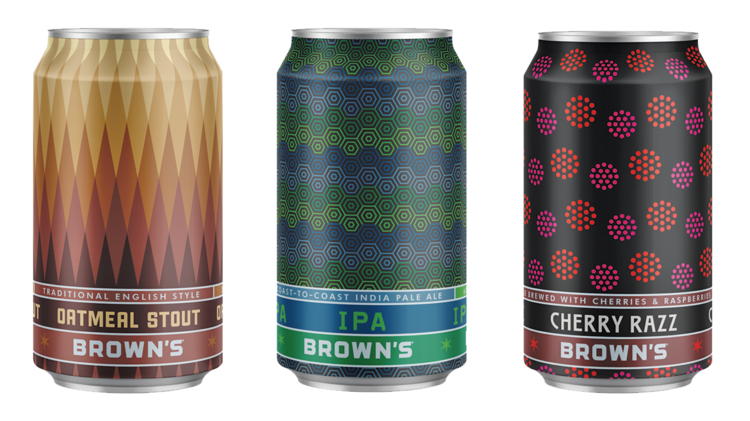 TRADITIONAL ENGLISH STYLE
OATMEAL STOUT
BROWN'S
COAST-TO-COAST INDIA PALE ALE
IPA
BROWN'S
BREWED WITH CHERRIES & RASPBERRIES
CHERRY RAZZ
BROWN'S